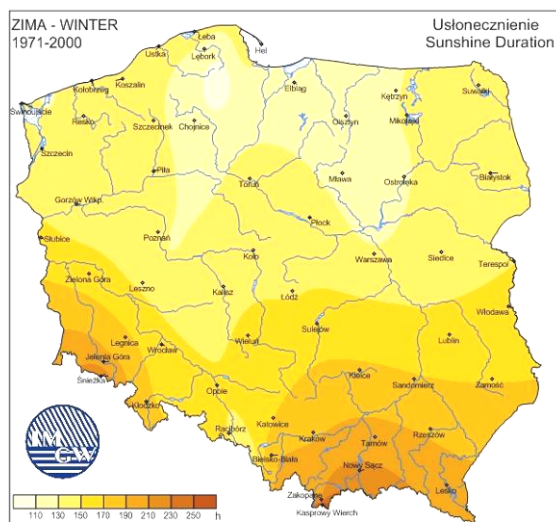 ZIMA - WINTER
1971-2000
Usłonecznienie
Sunshine Duration
Łeba
Ustka
Lębork
Hel
Koszalin
Kołobrzeg
Elbląg
Kętrzyn
Suwałki
Świnoujście
Resko
Szczecinek
Chojnice
Olsztyn
Mikołajki
Szczecin
Piła
Toruń
Mława
Ostrołęka
Białystok
Gorzów Wlkp.
Płock
Słubice
Poznań
Koło
Warszawa
Siedlce
Terespol
Zielona Góra
Leszno
Kalisz
Łódź
Włodawa
Legnica
Wrocław
Wieluń
Sulejów
Lublin
Jelenia Góra
Śnieżka
Opole
Kielce
Sandomierz
Zamość
Kłodzko
Racibórz
Katowice
Kraków
Tarnów
Rzeszów
Bielsko-Biała
Nowy Sącz
Lesko
Zakopane
Kasprowy Wierch
IM
GW
110 130 150 170 190 210 230 250 h